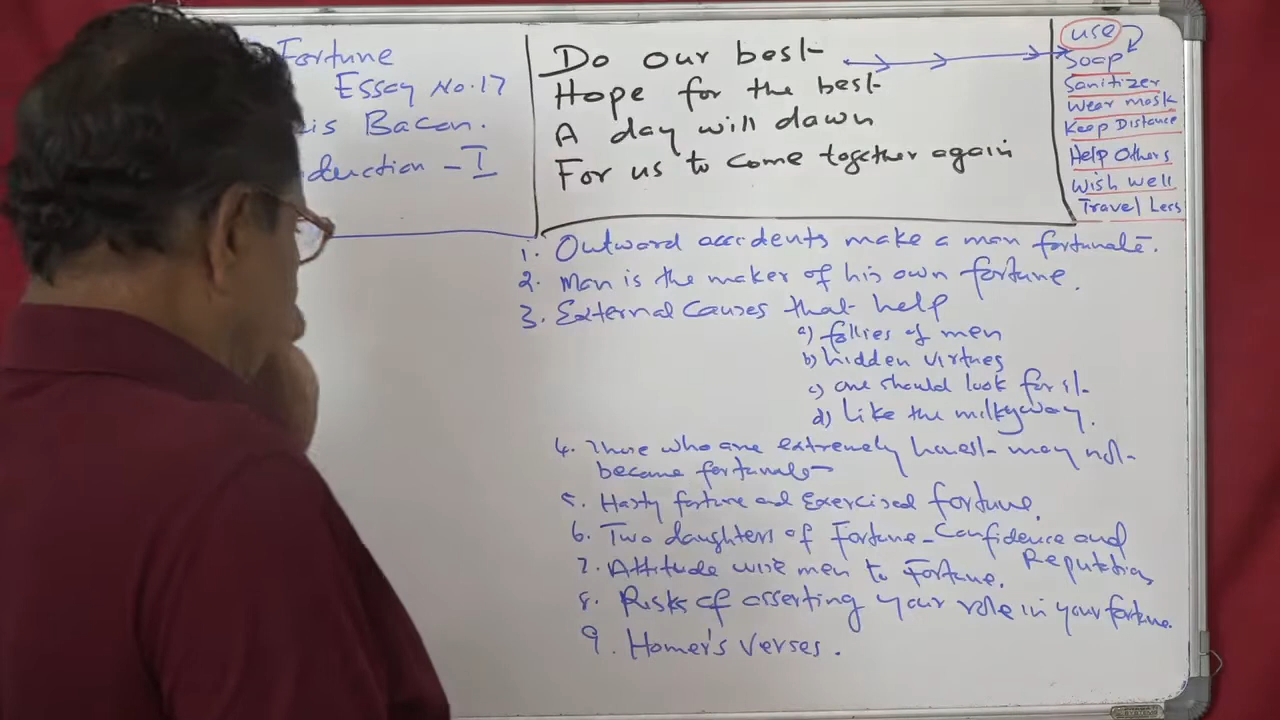 Fortune
Essay No.17
is Bacon.
duction - I
Do our best
Hope for the best
A day will dawn
For us to come together again
use
Soap
Sanitizer
Wear mask
Keep Distance
Help Others
Wish well
Travel Less
1. Outward accidents make a man fortunate.
2. Man is the maker of his own fortune.
3. External Causes that help
a) follies of men
b) hidden virtues
c) one should look for it
d) Like the milkyway.
4. Those who are extremely honest may not
become fortunate
5. Hasty fortune and Exercised fortune.
6. Two daughters of Fortune - Confidence and
Reputation
7. Attitude wise men to Fortune.
8. Risks of asserting your role in your fortune.
9. Homer's Verses.